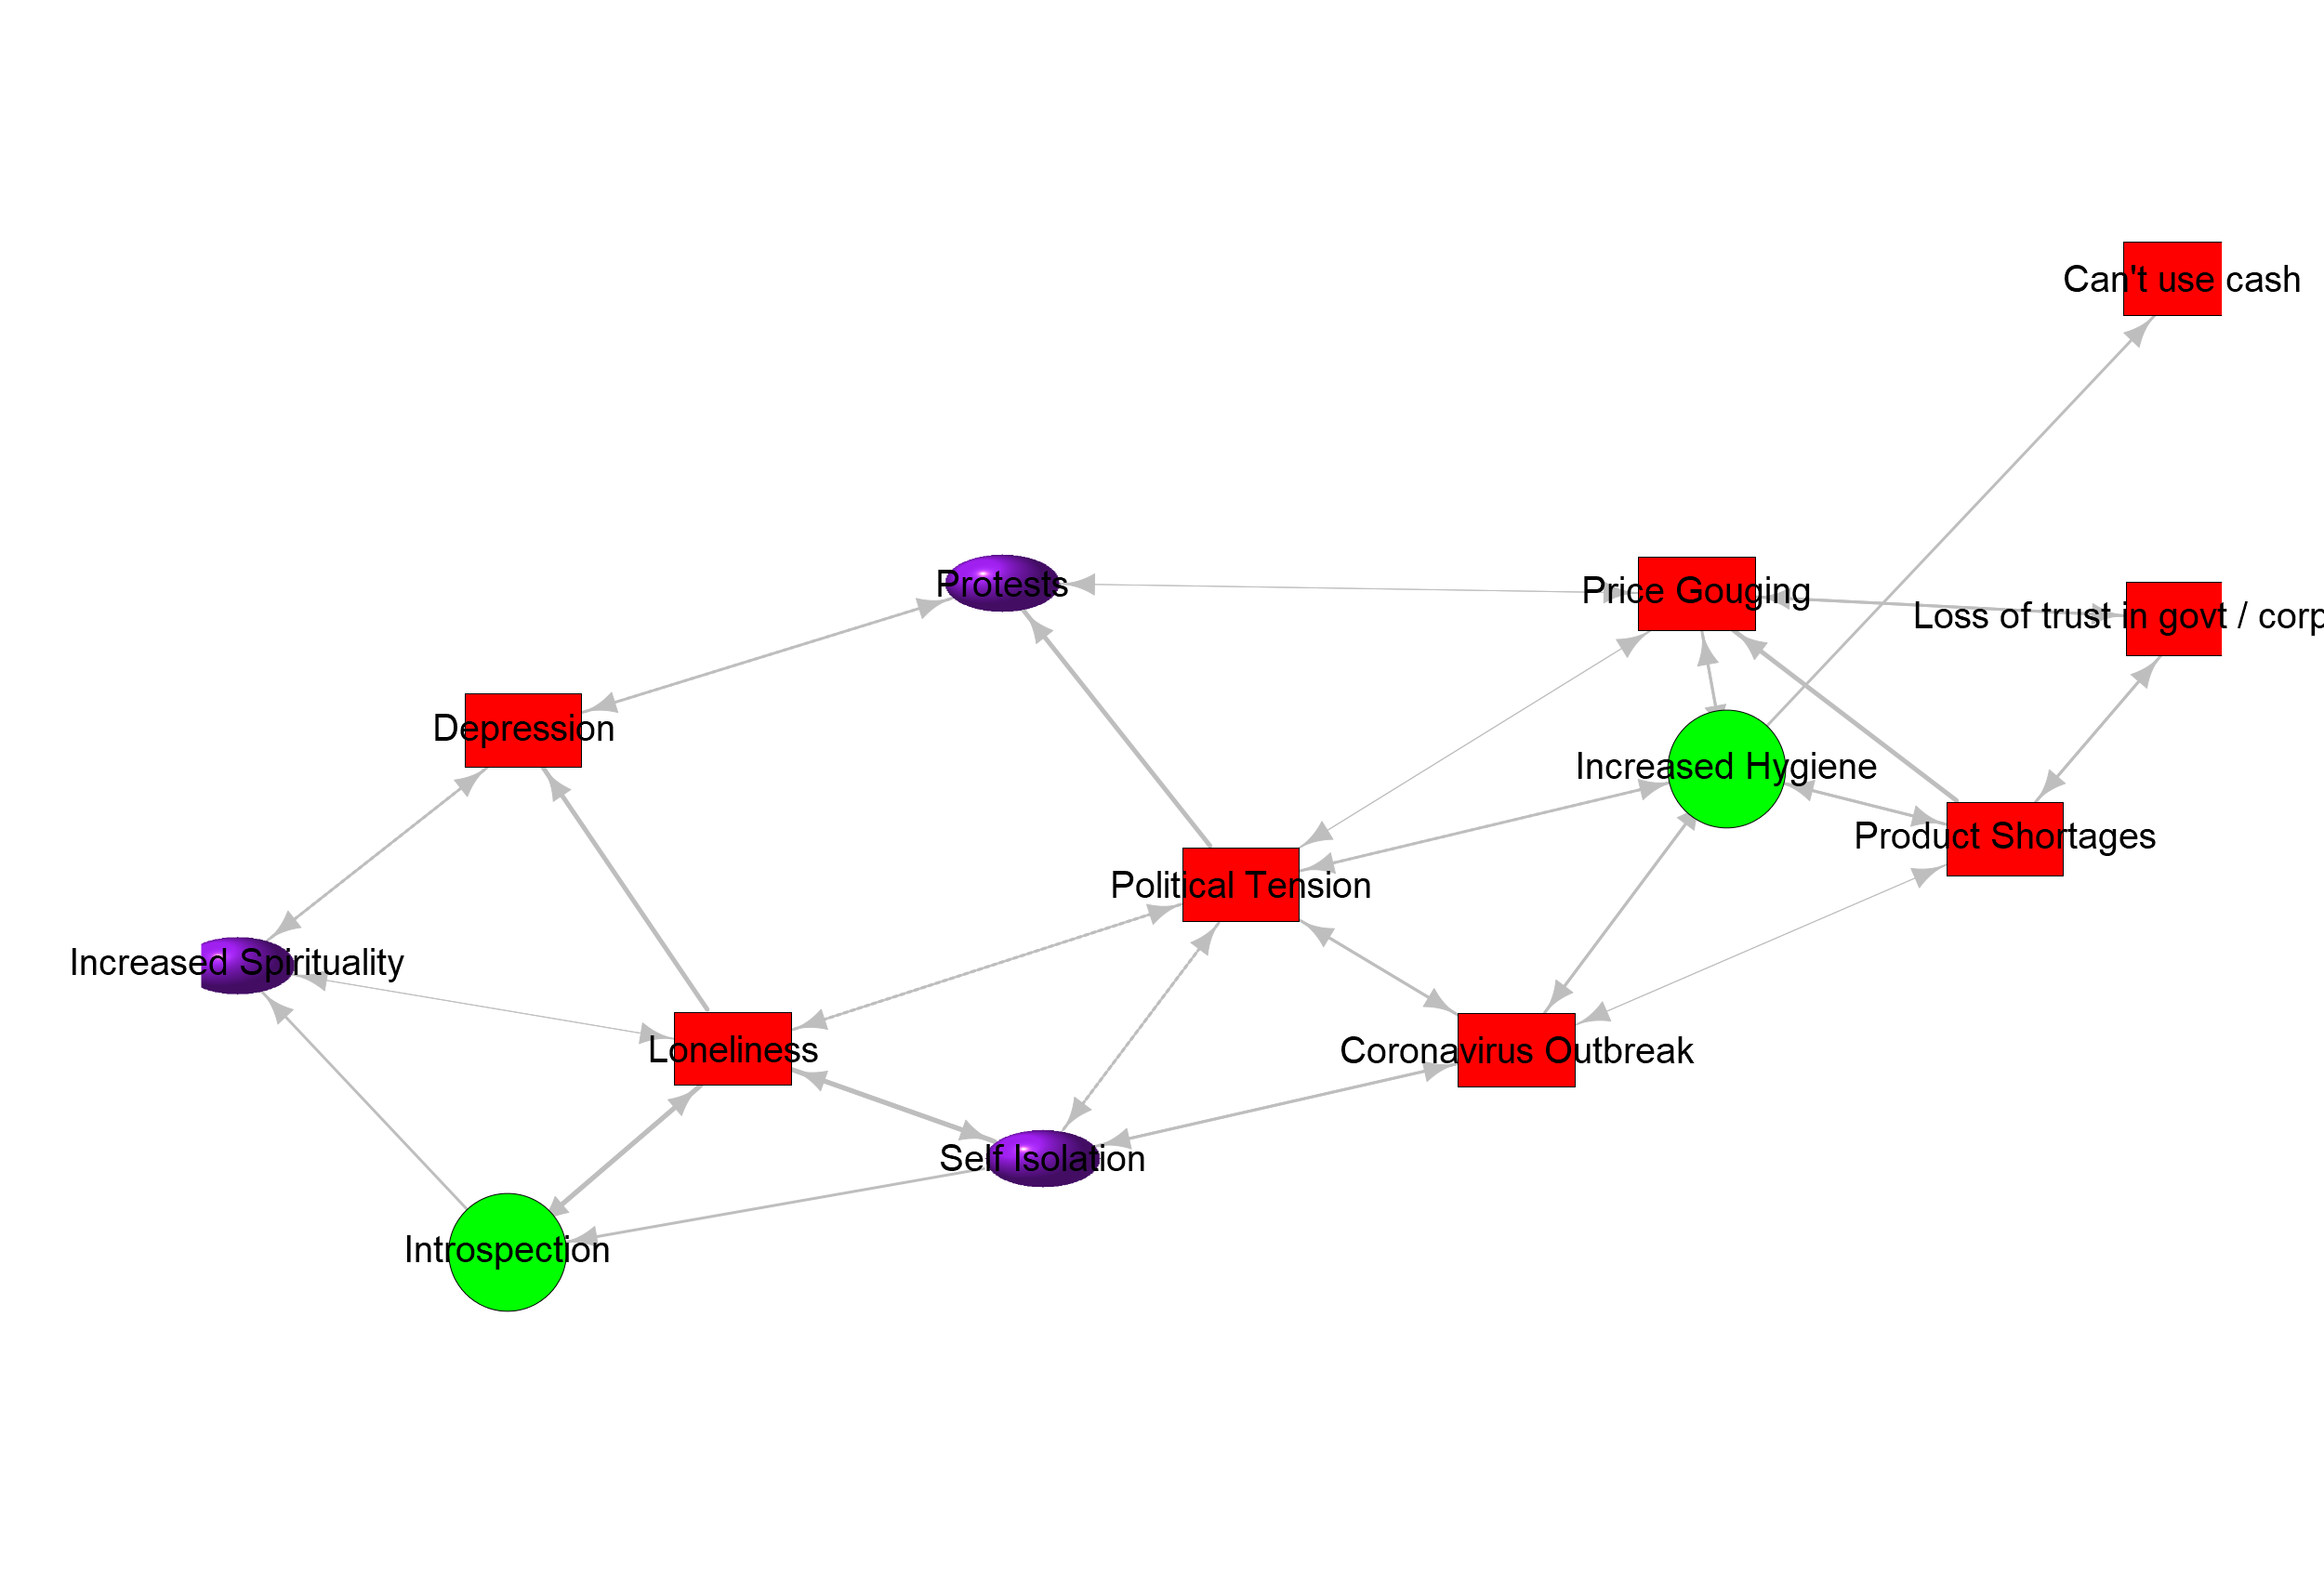 Can't use cash
Protests
Price Gouging
Loss of trust in govt / corp
Depression
Increased Hygiene
Product Shortages
Political Tension
Increased Spirituality
Loneliness
Coronavirus Outbreak
Self Isolation
Introspection